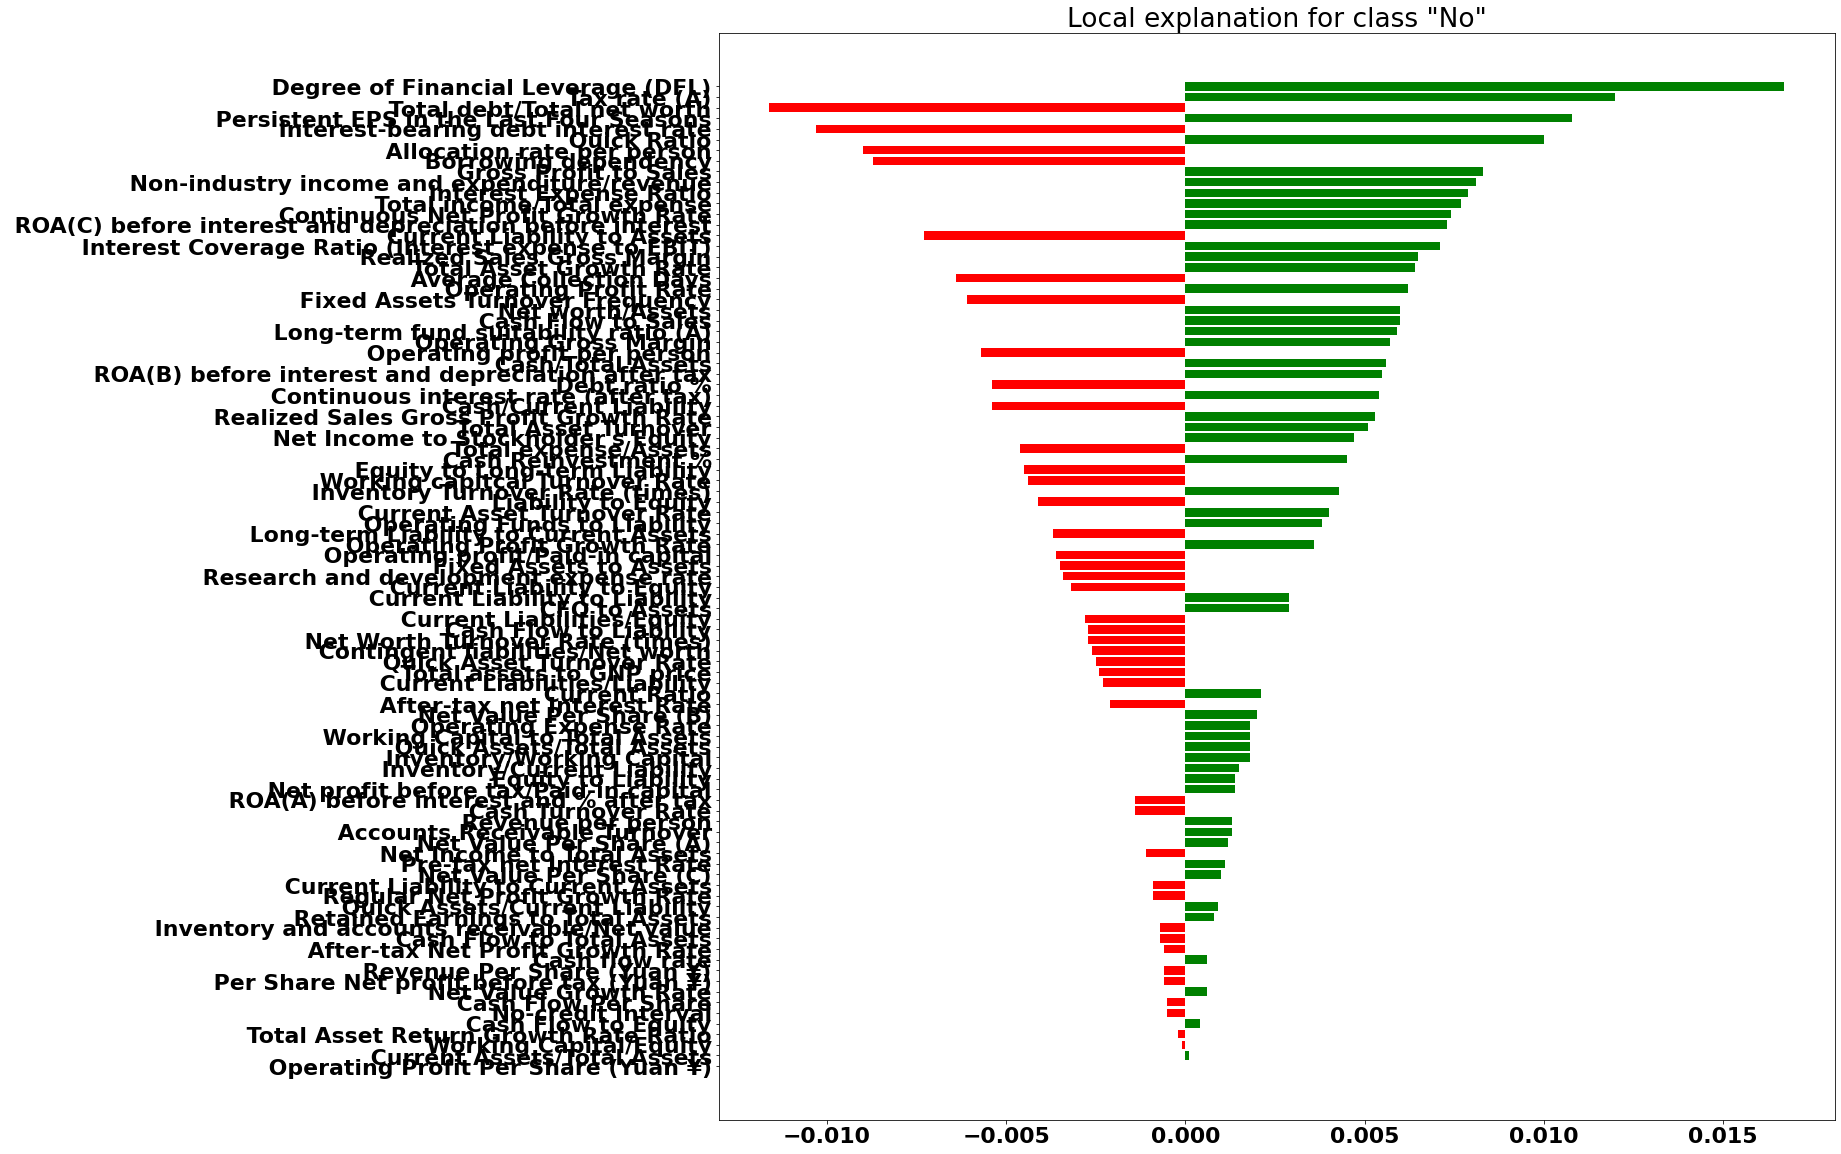 Local explanation for class "No"
Degree of Financial Leverage (DFL)
Tax rate (A)
Total debt/Total net worth
Persistent EPS in the Last Four Seasons
Interest-bearing debt interest rate
Quick Ratio
Allocation rate per person
Borrowing dependency
Gross Profit to Sales
Non-industry income and expenditure/revenue
Interest Expense Ratio
Total income/Total expense
Continuous Net Profit Growth Rate
ROA(C) before interest and depreciation before interest
Current Liability to Assets
Interest Coverage Ratio (Interest expense to EBIT)
Realized Sales Gross Margin
Total Asset Growth Rate
Average Collection Days
Operating Profit Rate
Fixed Assets Turnover Frequency
Net worth/Assets
Cash Flow to Sales
Long-term fund suitability ratio (A)
Operating Gross Margin
Operating profit per person
Cash/Total Assets
ROA(B) before interest and depreciation after tax
Debt ratio %
Continuous interest rate (after tax)
Cash/Current Liability
Realized Sales Gross Profit Growth Rate
Total Asset Turnover
Net Income to Stockholder's Equity
Total expense/Assets
Cash Reinvestment %
Equity to Long-term Liability
Working capitcal Turnover Rate
Inventory Turnover Rate (times)
Liability to Equity
Current Asset Turnover Rate
Operating Funds to Liability
Long-term Liability to Current Assets
Operating Profit Growth Rate
Operating profit/Paid-in capital
Fixed Assets to Assets
Research and development expense rate
Current Liability to Equity
Current Liability to Liability
CFO to Assets
Current Liabilities/Equity
Cash Flow to Liability
Net Worth Turnover Rate (times)
Contingent liabilities/Net worth
Quick Asset Turnover Rate
Total assets to GNP price
Current Liabilities/Liability
Current Ratio
After-tax net Interest Rate
Net Value Per Share (B)
Operating Expense Rate
Working Capital to Total Assets
Quick Assets/Total Assets
Inventory/Working Capital
Inventory/Current Liability
Equity to Liability
Net profit before tax/Paid-in capital
ROA(A) before interest and % after tax
Cash Turnover Rate
Revenue per person
Accounts Receivable Turnover
Net Value Per Share (A)
Net Income to Total Assets
Pre-tax net Interest Rate
Net Value Per Share (C)
Current Liability to Current Assets
Regular Net Profit Growth Rate
Quick Assets/Current Liability
Retained Earnings to Total Assets
Inventory and accounts receivable/Net value
Cash Flow to Total Assets
After-tax Net Profit Growth Rate
Cash flow rate
Revenue Per Share (Yuan ¥)
Per Share Net profit before tax (Yuan ¥)
Net Value Growth Rate
Cash Flow Per Share
No-credit Interval
Cash Flow to Equity
Total Asset Return Growth Rate Ratio
Working Capital/Equity
Current Assets/Total Assets
Operating Profit Per Share (Yuan ¥)
−0.010 −0.005 0.000 0.005 0.010 0.015